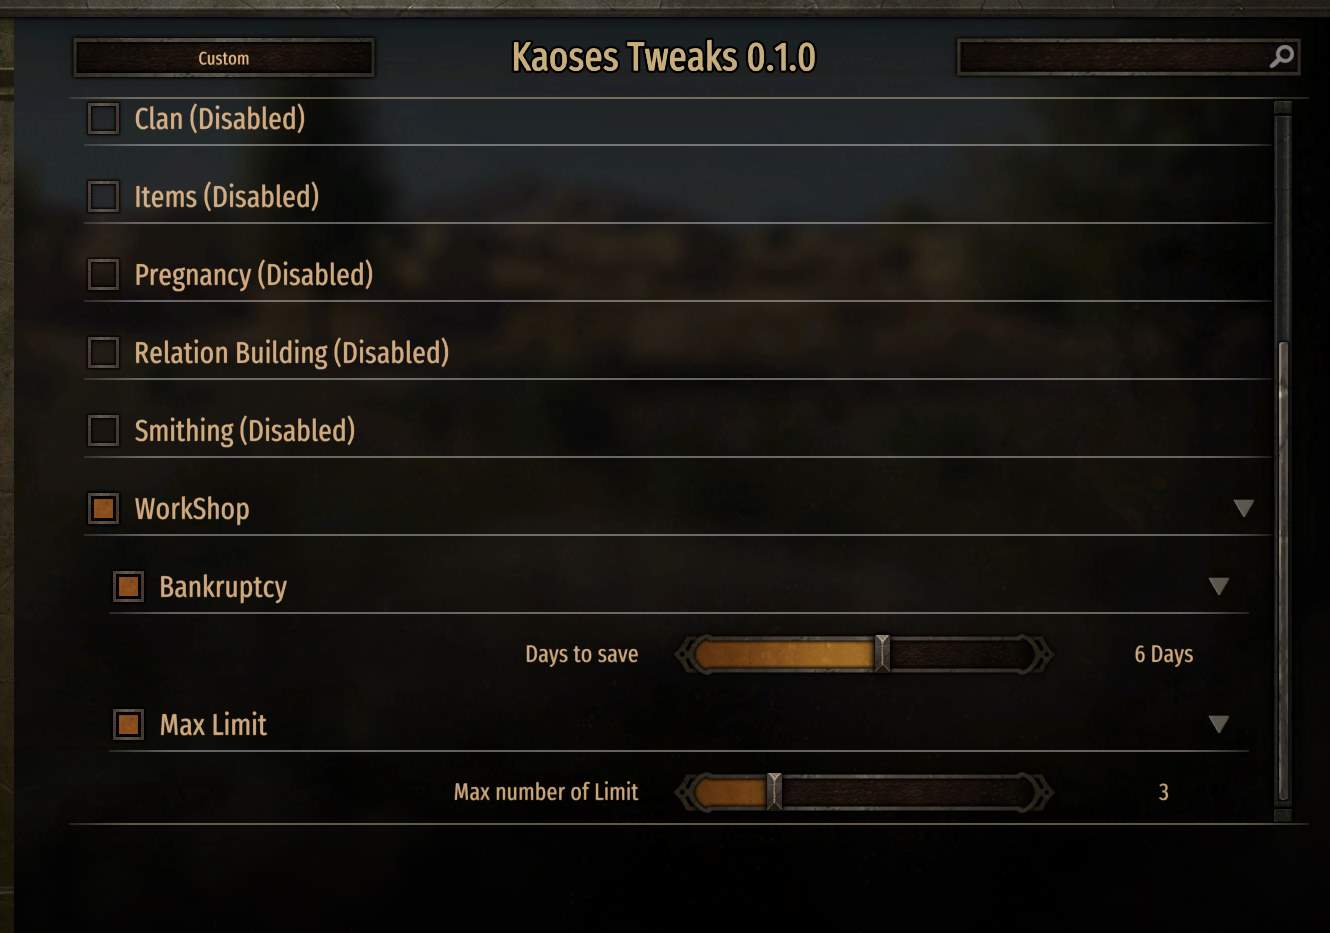 Custom
Kaoses Tweaks 0.1.0
Clan (Disabled)
Items (Disabled)
Pregnancy (Disabled)
Relation Building (Disabled)
Smithing (Disabled)
WorkShop
Bankruptcy
Days to save 6 Days
Max Limit
Max number of Limit 3